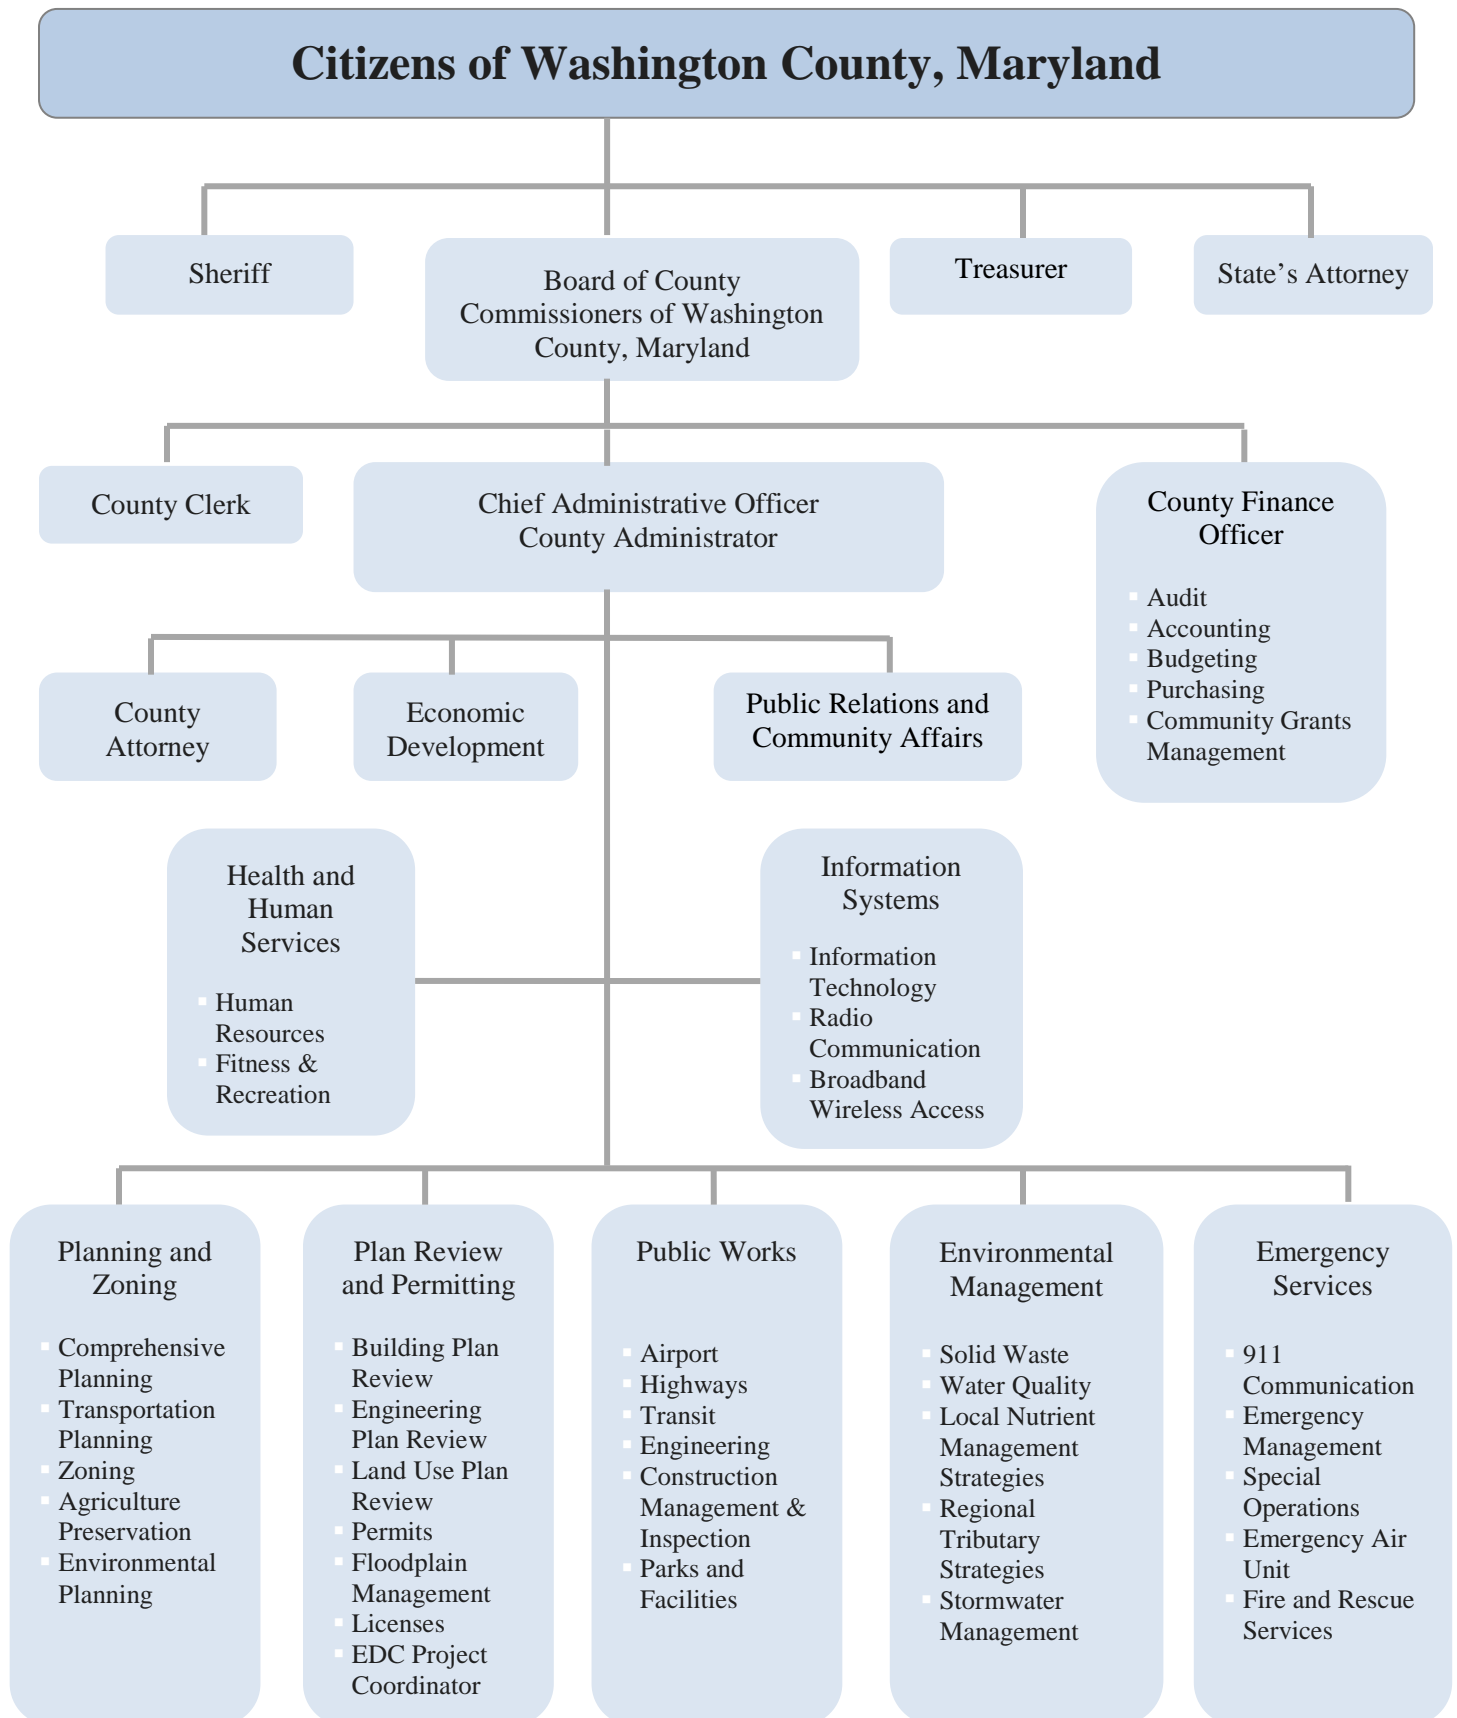 Citizens of Washington County, Maryland
Sheriff
Board of County
Commissioners of Washington
County, Maryland
Treasurer
State’s Attorney
County Clerk
Chief Administrative Officer
County Administrator
County Finance
Officer
Audit
Accounting
Budgeting
Purchasing
Community Grants
Management
County
Attorney
Economic
Development
Public Relations and
Community Affairs
Health and
Human
Services
Human
Resources
Fitness &
Recreation
Information
Systems
Information
Technology
Radio
Communication
Broadband
Wireless Access
Planning and
Zoning
Comprehensive
Planning
Transportation
Planning
Zoning
Agriculture
Preservation
Environmental
Planning
Plan Review
and Permitting
Building Plan
Review
Engineering
Plan Review
Land Use Plan
Review
Permits
Floodplain
Management
Licenses
EDC Project
Coordinator
Public Works
Airport
Highways
Transit
Engineering
Construction
Management &
Inspection
Parks and
Facilities
Environmental
Management
Solid Waste
Water Quality
Local Nutrient
Management
Strategies
Regional
Tributary
Strategies
Stormwater
Management
Emergency
Services
911
Communication
Emergency
Management
Special
Operations
Emergency Air
Unit
Fire and Rescue
Services